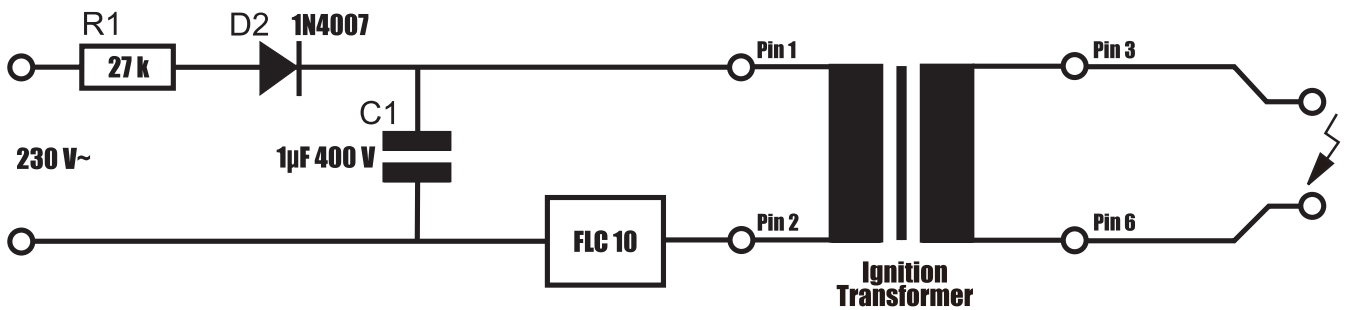 R1
27 k
D2
1N4007
C1
1µF 400 V
230 V~
FLC 10
Pin 1
Pin 2
Ignition
Transformer
Pin 3
Pin 6